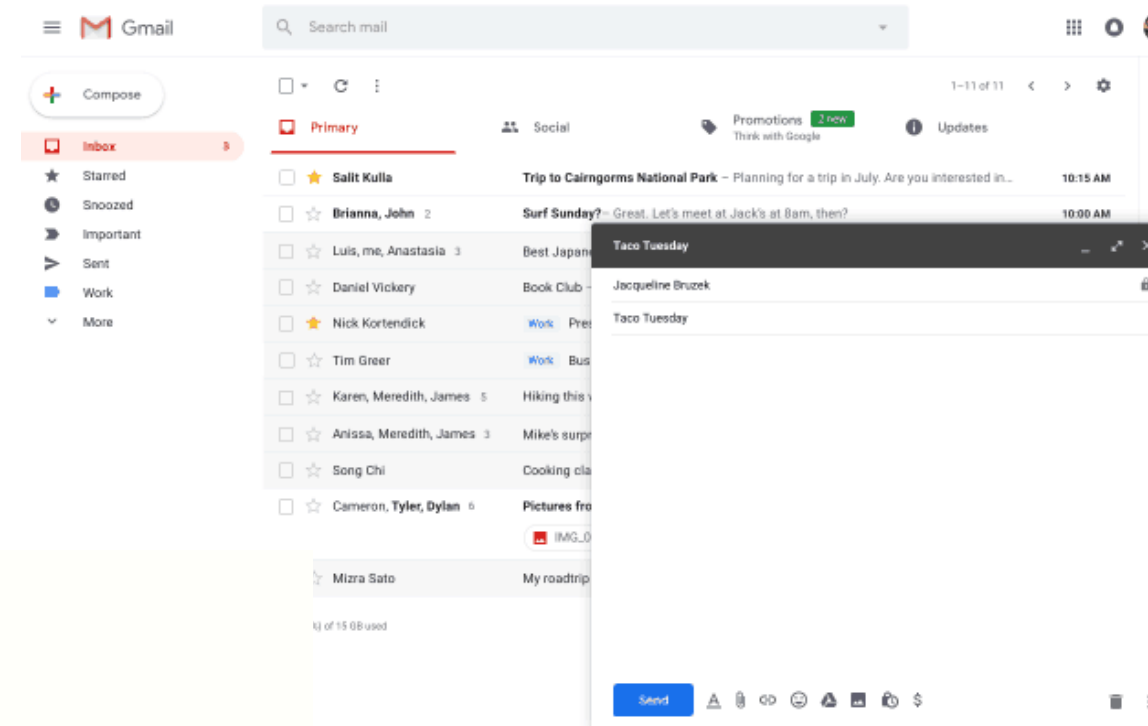 Gmail
Search mail
Compose
1–11 of 11
Primary
Social
Promotions 2 new
Think with Google
Updates
Inbox 3
Starred
Snoozed
Important
Sent
Work
More
Salit Kulla Trip to Cairngorms National Park – Planning for a trip in July. Are you interested in... 10:15 AM
Brianna, John 2 Surf Sunday? – Great. Let's meet at Jack's at 8am, then? 10:00 AM
Luis, me, Anastasia 3 Best
Daniel Vickery Book Club –
Nick Kortendick Work
Tim Greer Work
Karen, Meredith, James 5 Hiking this
Anissa, Meredith, James 3 Mike's
Song Chi Cooking
Cameron, Tyler, Dylan 6 Pictures
Mizra Sato My roadtrip
of 15 GB used
Taco Tuesday
Jacqueline Bruzek
Taco Tuesday
Send